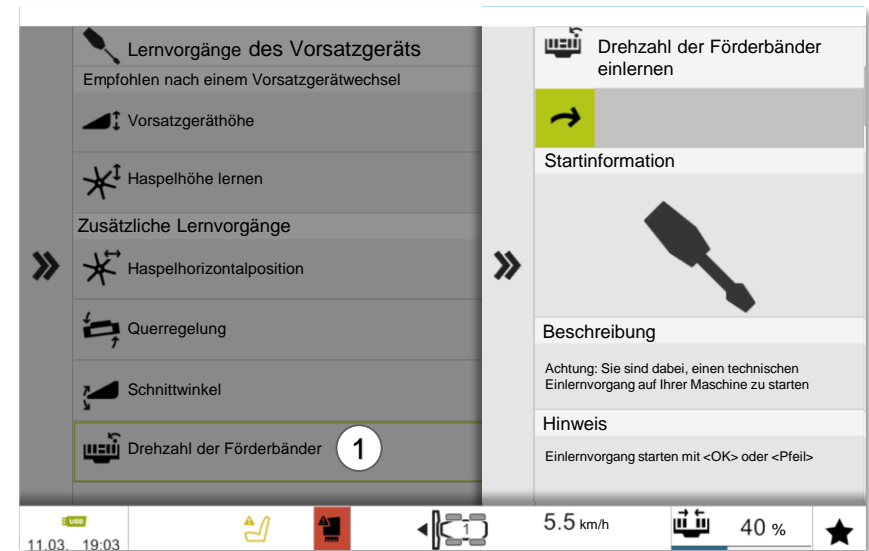 Lernvorgänge des Vorsatzgeräts
Empfohlen nach einem Vorsatzgerätwechsel
Vorsatzgeräthöhe
Haspelhöhe lernen
Zusätzliche Lernvorgänge
Haspelhorizontalposition
Querregelung
Schnittwinkel
Drehzahl der Förderbänder
1
Drehzahl der Förderbänder
einlernen
Startinformation
Beschreibung
Achtung: Sie sind dabei, einen technischen
Einlernvorgang auf Ihrer Maschine zu starten
Hinweis
Einlernvorgang starten mit <OK> oder <Pfeil>
USB
11.03. 19:03
1
5.5 km/h
40 %